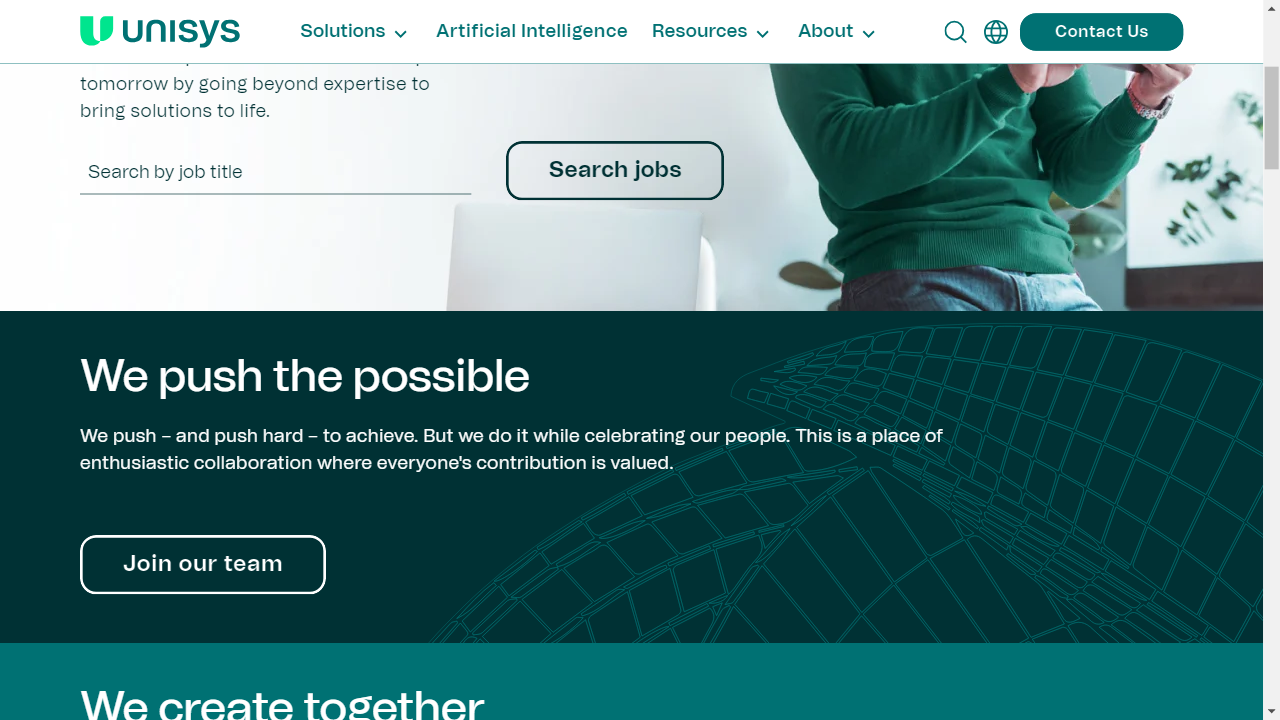 UNISYS
Solutions
Artificial Intelligence
Resources
About
Contact Us
tomorrow by going beyond expertise to
bring solutions to life.
Search by job title
Search jobs
We push the possible
We push – and push hard – to achieve. But we do it while celebrating our people. This is a place of
enthusiastic collaboration where everyone's contribution is valued.
Join our team
We create together